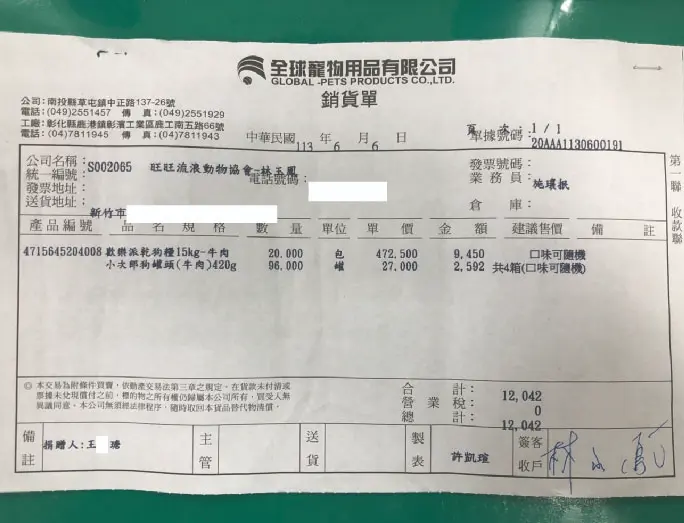 全球寵物用品有限公司
GLOBAL -PETS PRODUCTS CO.,LTD.
銷貨單
公司:南投縣草屯鎮中正路137-26號
電話:(049)2551457 傳 真:(049)2551929
工廠:彰化縣鹿港鎮彰濱工業區鹿工南五路66號
電話:(04)7811945 傳 真:(04)7811943
中華民國 113 年 6 月 6 日
頁 次: 1 / 1
單據號碼: 20AAA1130600191
公司名稱: S002065 旺旺流浪動物協會-林玉鳳
發票號碼:
統一編號: 電話號碼:
業務員: 施瓌扺
發票地址:
送貨地址: 倉 庫:
新竹市
產品編號 品名規格 數量 單位 單價 金額 建議售價 備註
4715645204008 歡樂派乾狗糧15kg-牛肉 20.000 包 472.500 9,450 口味可隨機
小次郎狗罐頭(牛肉)420g 96.000 罐 27.000 2,592 共4箱(口味可隨機)
第一聯 收款聯
◎本交易為附條件買賣,依動產交易法第三章之規定,在貨款未付清或
票據未兌現償付之前,標的物之所有權仍歸屬本公司所有,買受人無
異議同意。本公司無須經法律程序,隨時取回本貨品替代物清償。
合 計: 12,042
營 業 稅: 0
總 計: 12,042
備註 捐贈人:王 瑭 主管 送貨 製表 許凱瑄 客戶簽收